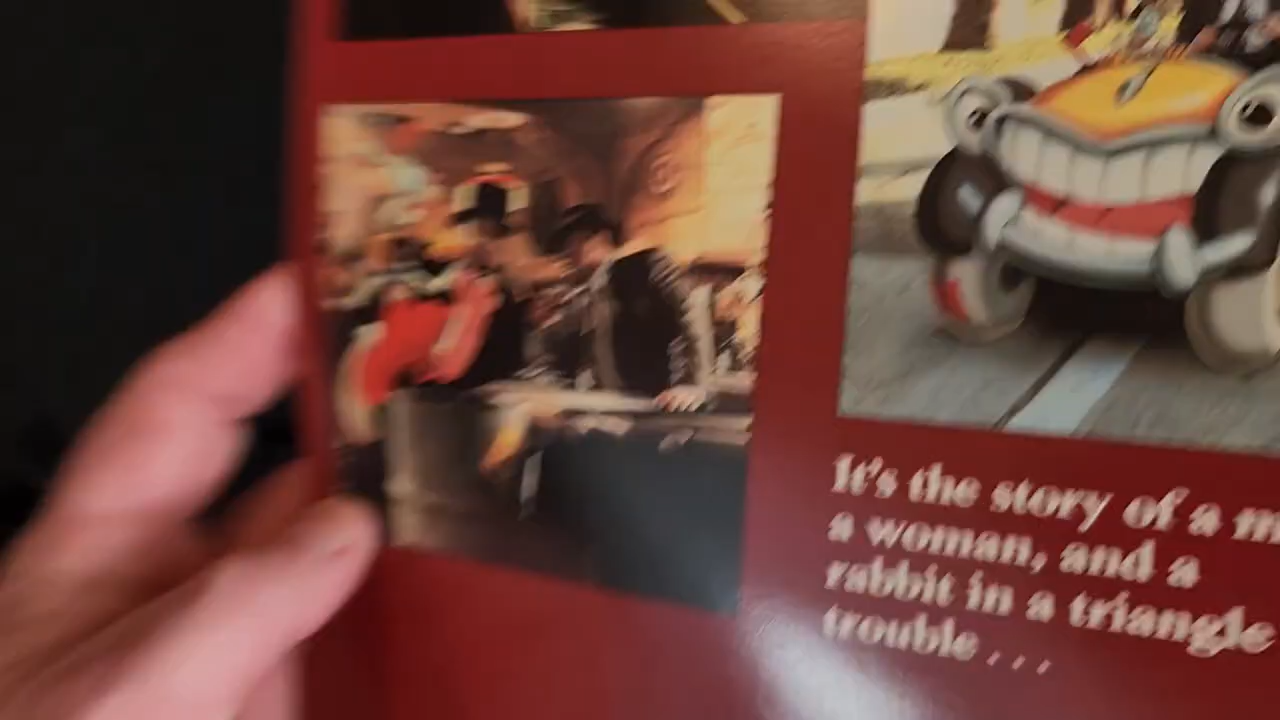 It's the story of a m
a woman, and a
rabbit in a triangle
trouble . . .